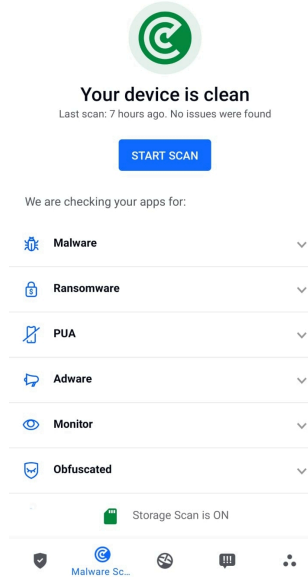 Your device is clean
Last scan: 7 hours ago. No issues were found
START SCAN
We are checking your apps for:
Malware
Ransomware
PUA
Adware
Monitor
Obfuscated
Storage Scan is ON
Malware Sc...